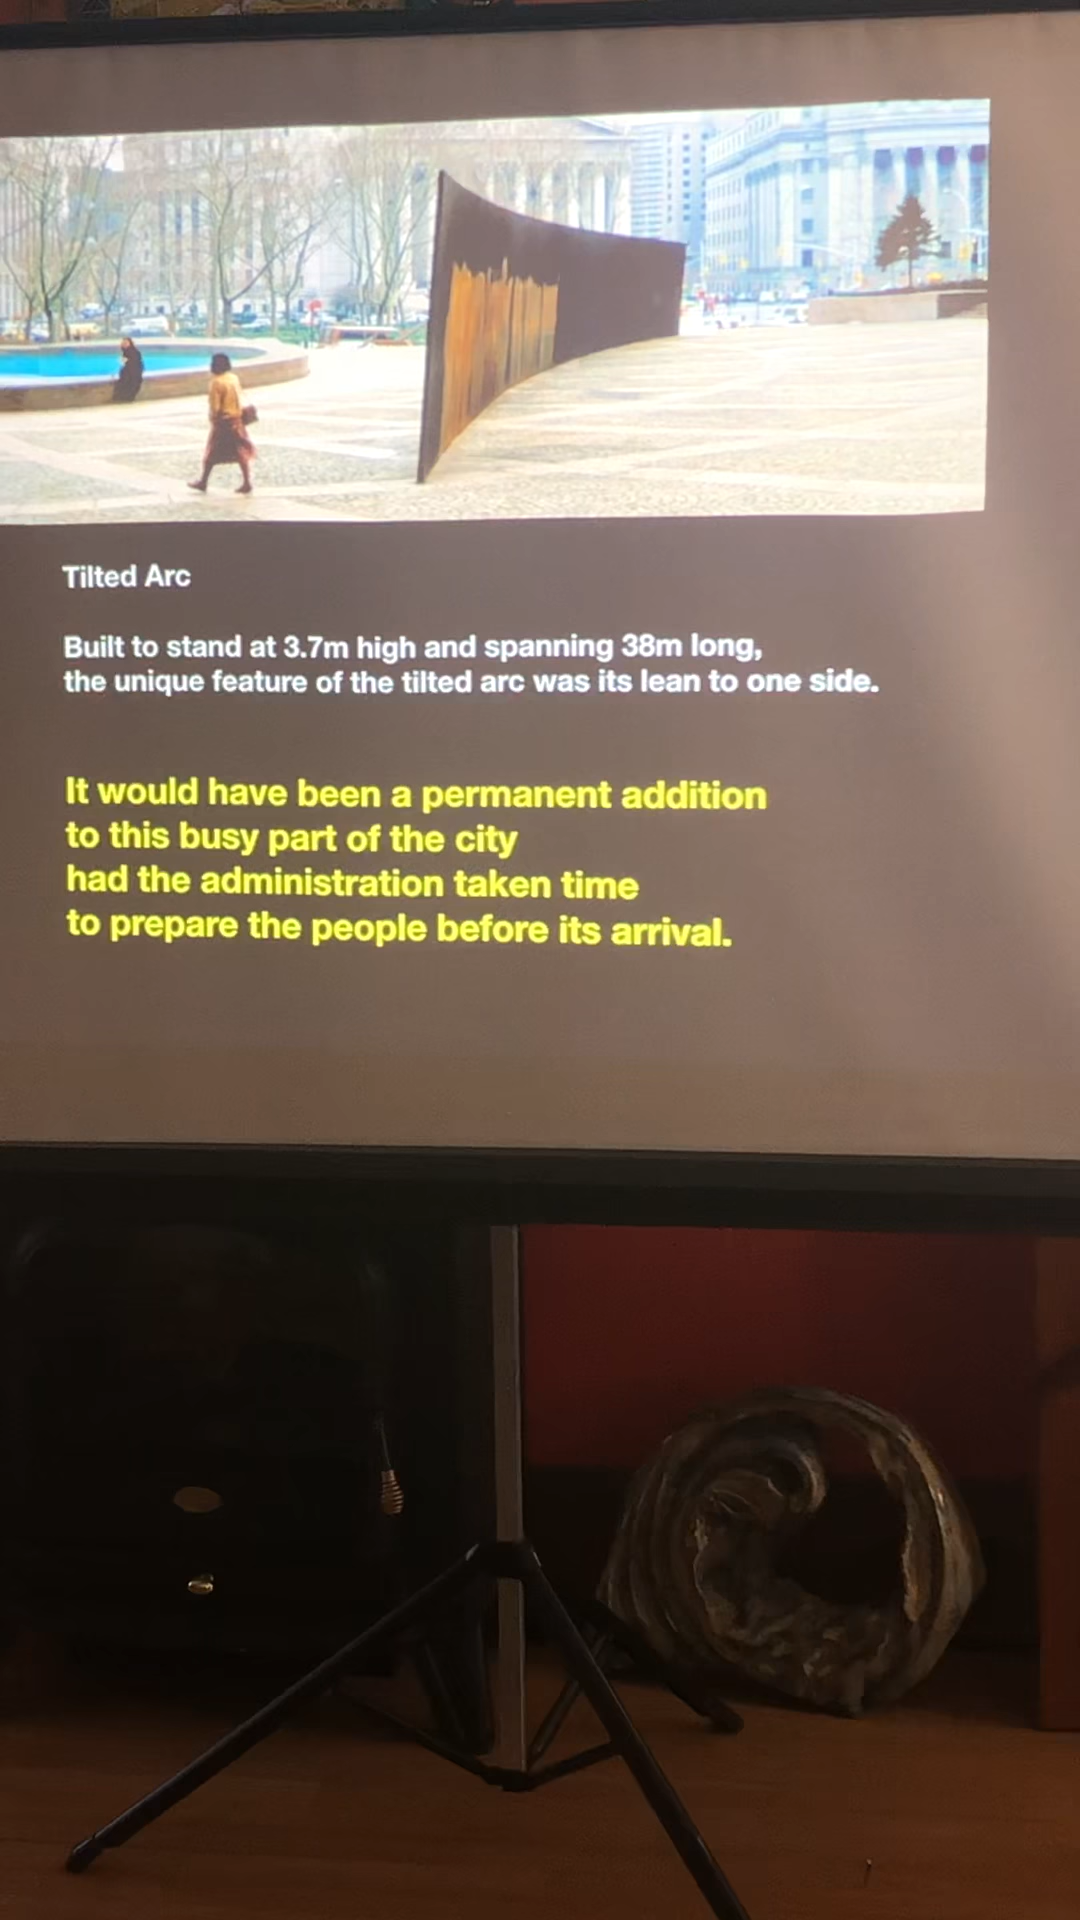 Tilted Arc
Built to stand at 3.7m high and spanning 38m long,
the unique feature of the tilted arc was its lean to one side.
It would have been a permanent addition
to this busy part of the city
had the administration taken time
to prepare the people before its arrival.